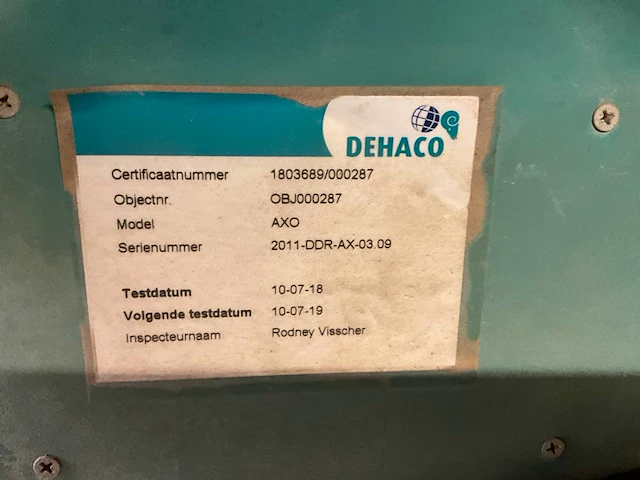 DEHACO
Certificaatnummer 1803689/000287
Objectnr. OBJ000287
Model AXO
Serienummer 2011-DDR-AX-03.09
Testdatum 10-07-18
Volgende testdatum 10-07-19
Inspecteurnaam Rodney Visscher